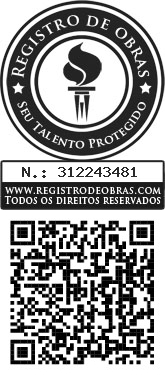 REGISTRO DE OBRAS
SEU TALENTO PROTEGIDO
N.: 312243481
WWW.REGISTRODEOBRAS.COM
TODOS OS DIREITOS RESERVADOS